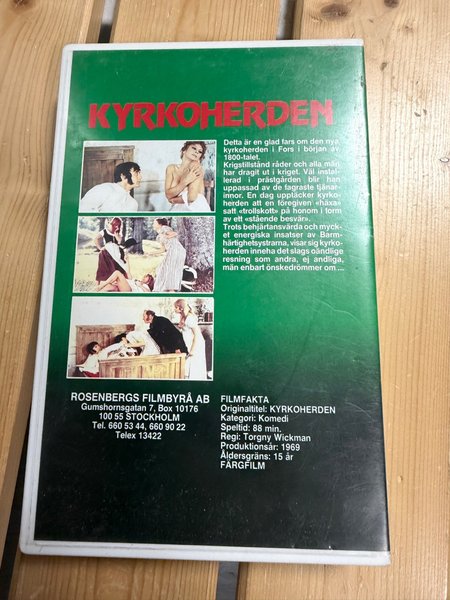 KYRKOHERDEN
Detta är en glad fars om den nya
kyrkoherden i Fors i början av
1800-talet.
Krigstillstånd råder och alla män
har dragit ut i kriget. Väl instal-
lerad i prästgården blir han
uppassad av de fagraste tjänar-
innor. En dag upptäcker kyrko-
herden att en föregiven «häxa»
satt «trollskott» på honom i form
av ett «stående besvär».
Trots behjärtansvärda och myck-
et energiska insatser av Barm-
härtighetsystrarna, visar sig kyrko-
herden inneha det slags oändliga
resning som andra, ej andliga,
män enbart önskedrömmer om ...
ROSENBERGS FILMBYRÅ AB
Gumshornsgatan 7, Box 10176
100 55 STOCKHOLM
Tel. 660 53 44, 660 90 22
Telex 13422
FILMFAKTA
Originaltitel: KYRKOHERDEN
Kategori: Komedi
Speltid: 88 min.
Regi: Torgny Wickman
Produktionsår: 1969
Åldersgräns: 15 år
FÄRGFILM